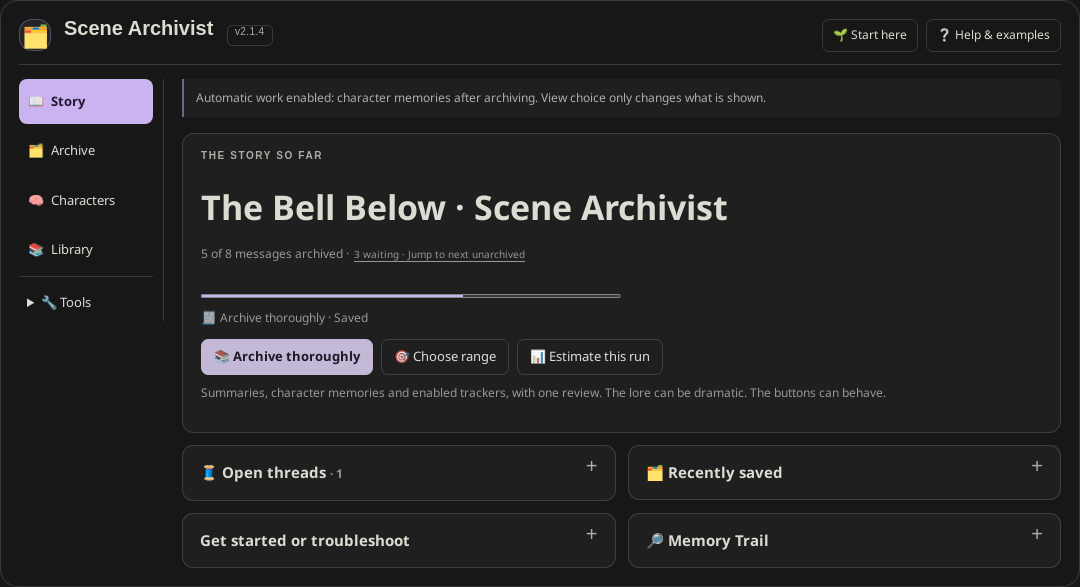 Scene Archivist v2.1.4
Start here
Help & examples
Story
Archive
Characters
Library
Tools
Automatic work enabled: character memories after archiving. View choice only changes what is shown.
THE STORY SO FAR
The Bell Below · Scene Archivist
5 of 8 messages archived · 3 waiting · Jump to next unarchived
Archive thoroughly · Saved
Archive thoroughly
Choose range
Estimate this run
Summaries, character memories and enabled trackers, with one review. The lore can be dramatic. The buttons can behave.
Open threads · 1
Recently saved
Get started or troubleshoot
Memory Trail